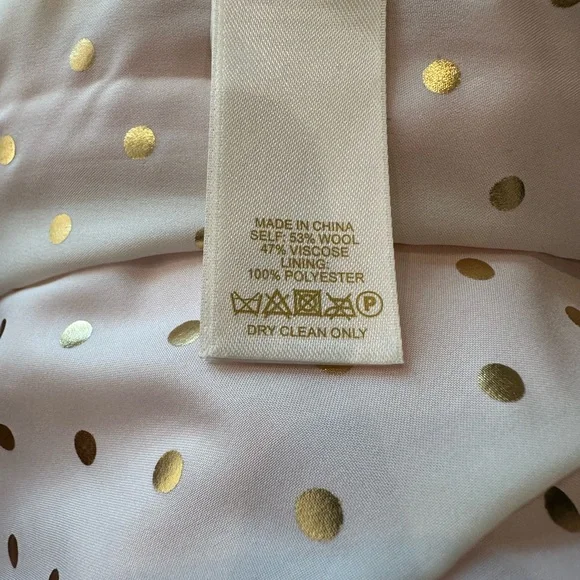 MADE IN CHINA
SELF: 53% WOOL
47% VISCOSE
LINING:
100% POLYESTER
P
DRY CLEAN ONLY